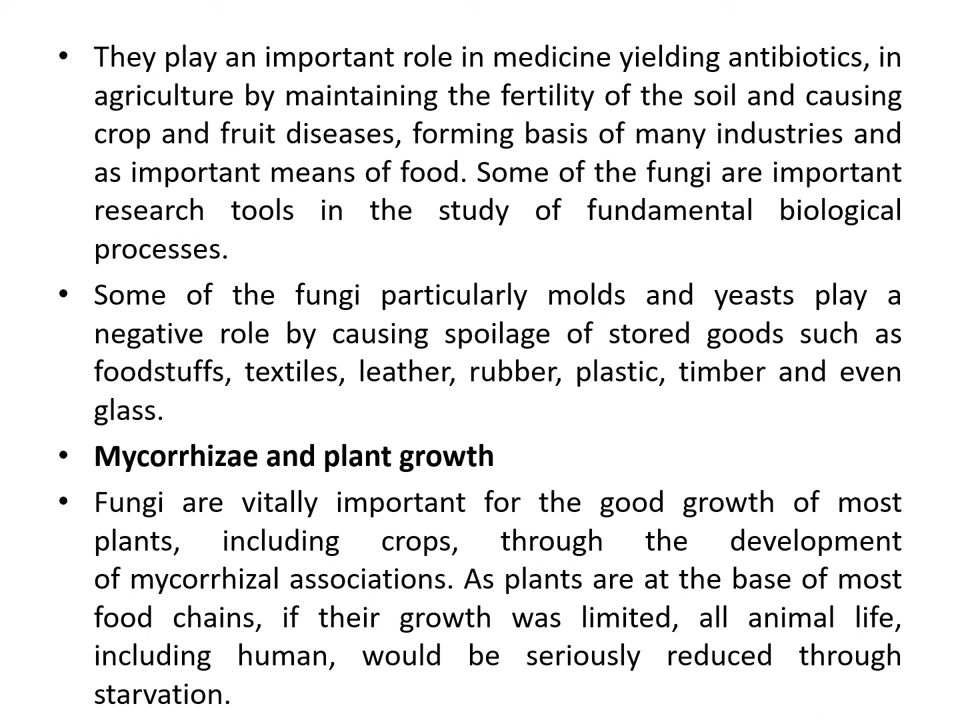 • They play an important role in medicine yielding antibiotics, in
agriculture by maintaining the fertility of the soil and causing
crop and fruit diseases, forming basis of many industries and
as important means of food. Some of the fungi are important
research tools in the study of fundamental biological
processes.
• Some of the fungi particularly molds and yeasts play a
negative role by causing spoilage of stored goods such as
foodstuffs, textiles, leather, rubber, plastic, timber and even
glass.
• Mycorrhizae and plant growth
• Fungi are vitally important for the good growth of most
plants, including crops, through the development
of mycorrhizal associations. As plants are at the base of most
food chains, if their growth was limited, all animal life,
including human, would be seriously reduced through
starvation.